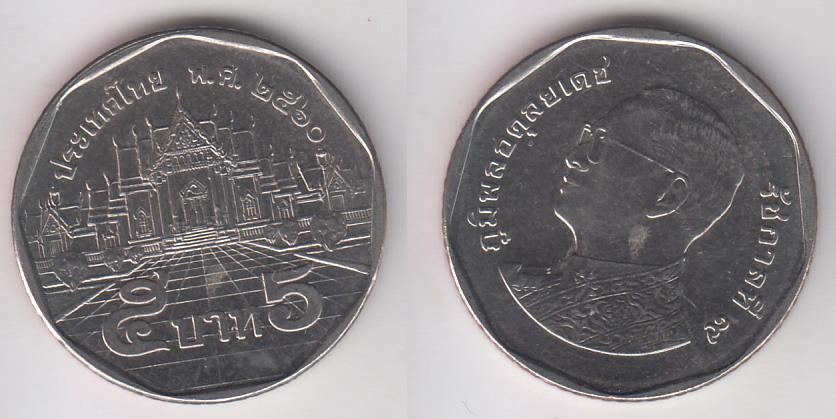 ประเทศไทย พ.ศ. ๒๕๖๐
๕ บาท 5
ภูมิพลอดุลยเดช
รัชกาลที่ ๙